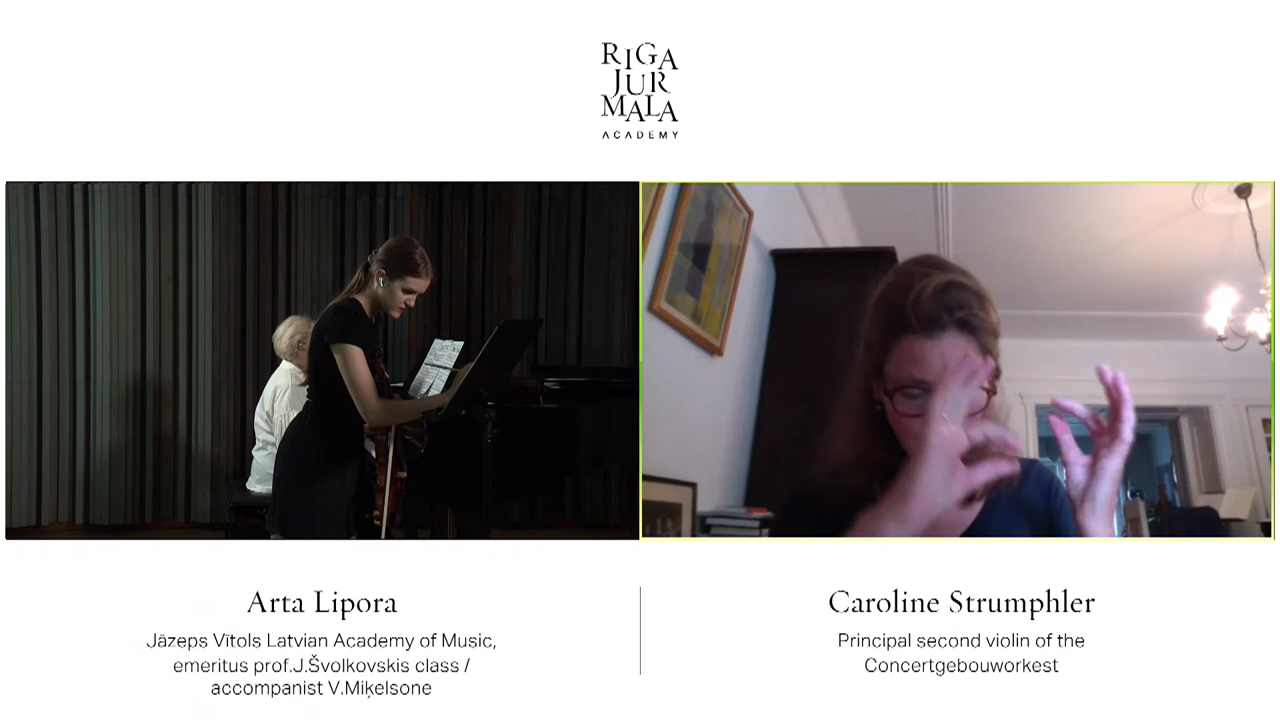 RIGA
JUR
MALA
ACADEMY
Arta Lipora
Jāzeps Vītols Latvian Academy of Music,
emeritus prof.J.Švolkovskis class /
accompanist V.Miķelsone
Caroline Strumphler
Principal second violin of the
Concertgebouworkest